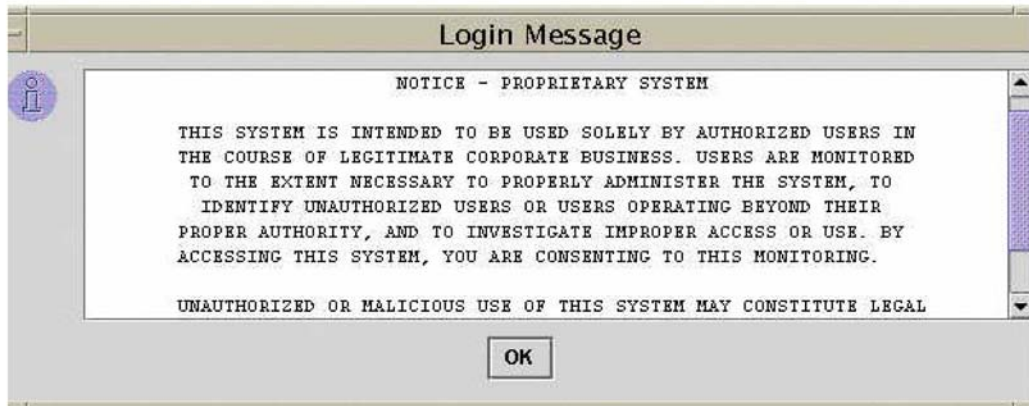 Login Message
NOTICE - PROPRIETARY SYSTEM
THIS SYSTEM IS INTENDED TO BE USED SOLELY BY AUTHORIZED USERS IN
THE COURSE OF LEGITIMATE CORPORATE BUSINESS. USERS ARE MONITORED
TO THE EXTENT NECESSARY TO PROPERLY ADMINISTER THE SYSTEM, TO
IDENTIFY UNAUTHORIZED USERS OR USERS OPERATING BEYOND THEIR
PROPER AUTHORITY, AND TO INVESTIGATE IMPROPER ACCESS OR USE. BY
ACCESSING THIS SYSTEM, YOU ARE CONSENTING TO THIS MONITORING.
UNAUTHORIZED OR MALICIOUS USE OF THIS SYSTEM MAY CONSTITUTE LEGAL
OK